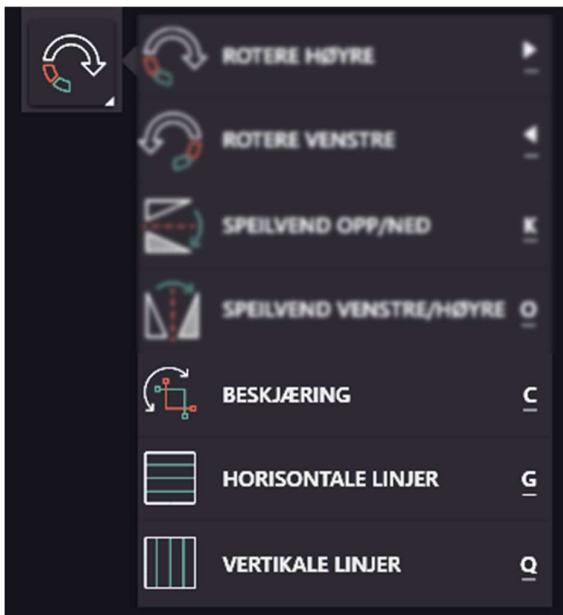 ROTERE HØYRE
ROTERE VENSTRE
SPEILVEND OPP/NED K
SPEILVEND VENSTRE/HØYRE O
BESKJÆRING C
HORISONTALE LINJER G
VERTIKALE LINJER Q